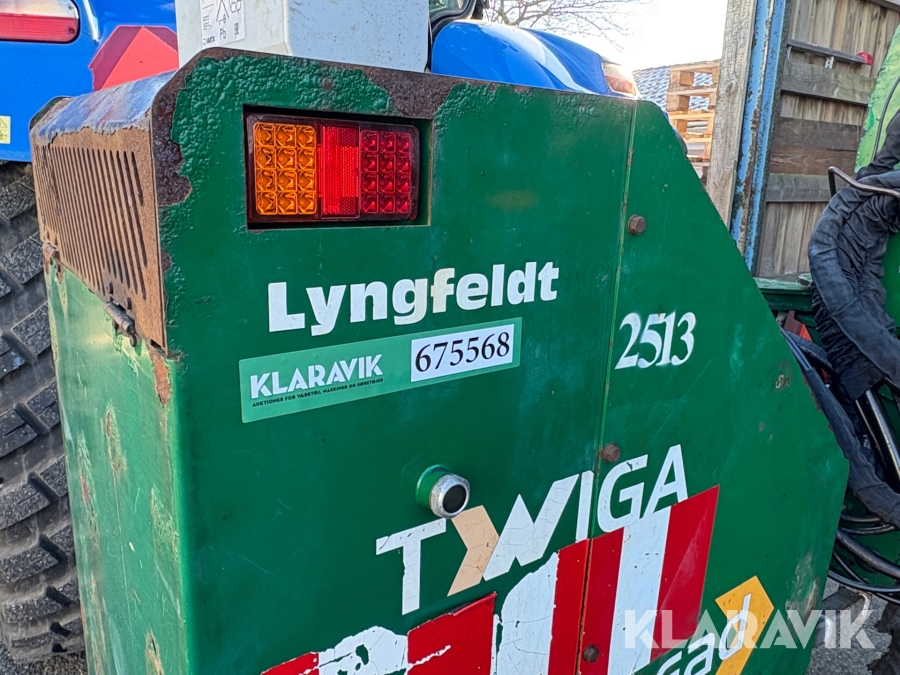 Lyngfeldt
2513
KLARAVIK 675568
AUKTIONER FOR VÆRKTØJ, MASKINER OG KØRETØJER
TWIGA
KLARAVIK